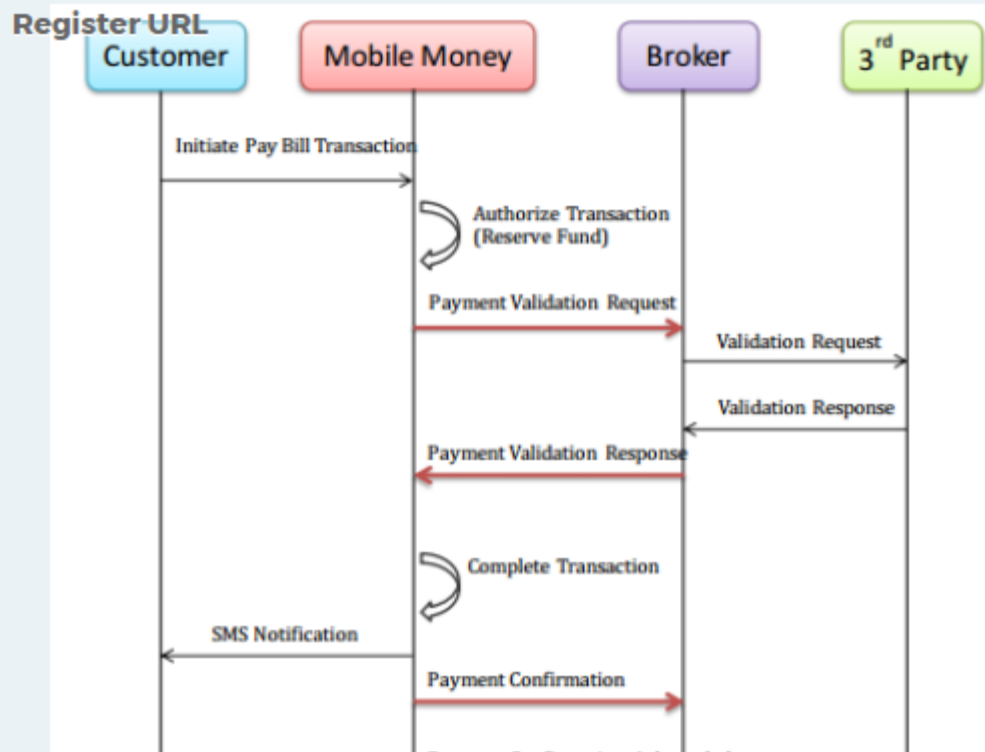 Register URL
Customer
Mobile Money
Broker
3rd Party
Initiate Pay Bill Transaction
Authorize Transaction
(Reserve Fund)
Payment Validation Request
Validation Request
Validation Response
Payment Validation Response
Complete Transaction
SMS Notification
Payment Confirmation